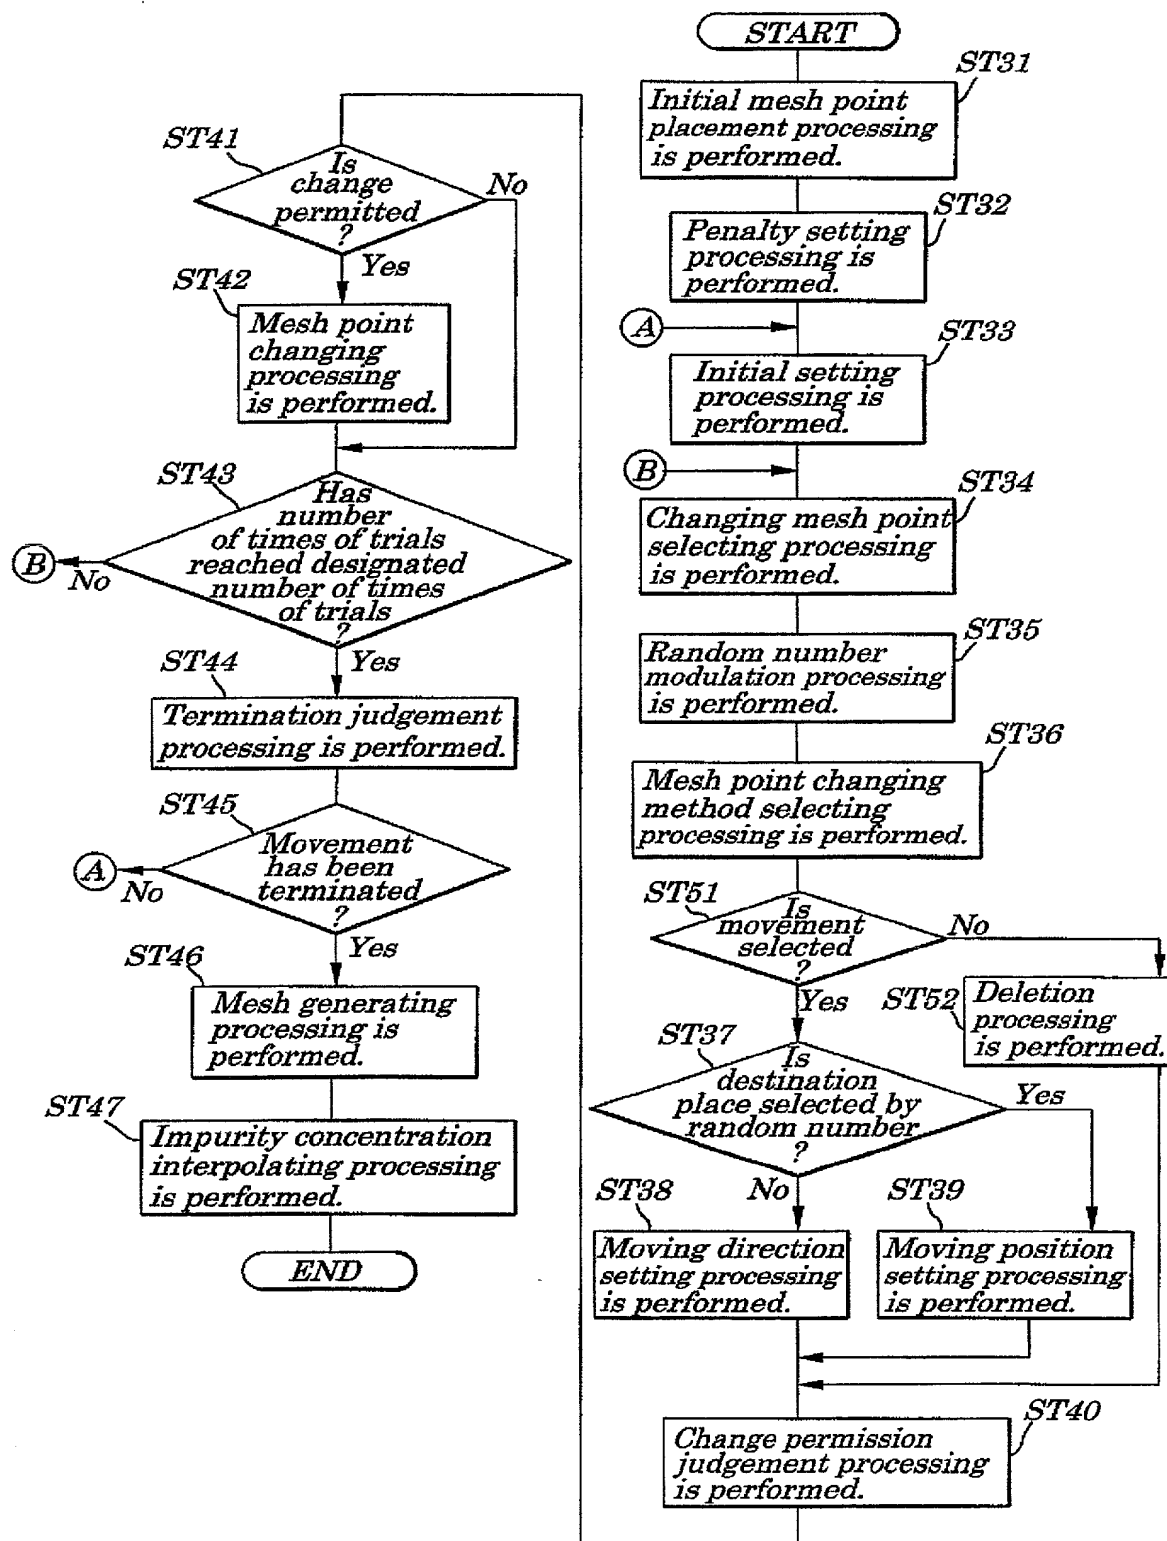 START
ST31
Initial mesh point
placement processing
is performed.
ST32
Penalty setting
processing is
performed.
A
ST33
Initial setting
processing is
performed.
B
ST34
Changing mesh point
selecting processing
is performed.
ST35
Random number
modulation processing
is performed.
ST36
Mesh point changing
method selecting
processing is performed.
ST51
Is
movement
selected
?
No
Yes
ST52
Deletion
processing
is performed.
ST37
Is
destination
place selected by
random number
?
Yes
No
ST38
Moving direction
setting processing
is performed.
ST39
Moving position
setting processing
is performed.
ST40
Change permission
judgement processing
is performed.
ST41
Is
change
permitted
?
No
Yes
ST42
Mesh point
changing
processing
is performed.
ST43
Has
number
of times of trials
reached designated
number of times
of trials
?
B
No
Yes
ST44
Termination judgement
processing is performed.
ST45
Movement
has been
terminated
?
A
No
Yes
ST46
Mesh generating
processing is
performed.
ST47
Impurity concentration
interpolating processing
is performed.
END